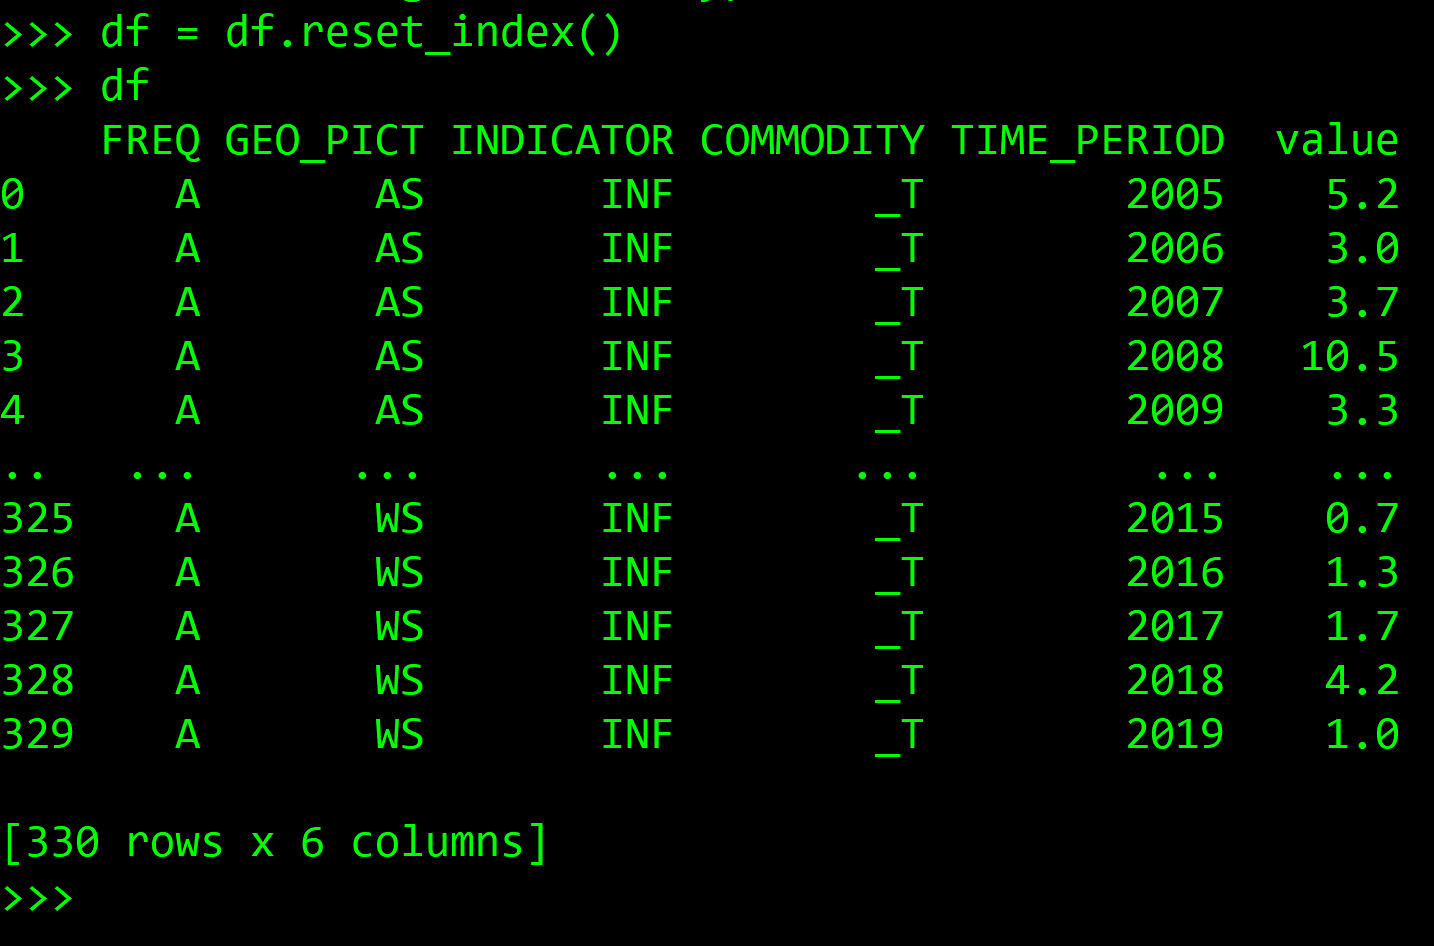 >>> df = df.reset_index()
>>> df
FREQ GEO_PICT INDICATOR COMMODITY TIME_PERIOD value
0 A AS INF _T 2005 5.2
1 A AS INF _T 2006 3.0
2 A AS INF _T 2007 3.7
3 A AS INF _T 2008 10.5
4 A AS INF _T 2009 3.3
.. ... ... ... ... ... ...
325 A WS INF _T 2015 0.7
326 A WS INF _T 2016 1.3
327 A WS INF _T 2017 1.7
328 A WS INF _T 2018 4.2
329 A WS INF _T 2019 1.0
[330 rows x 6 columns]
>>>